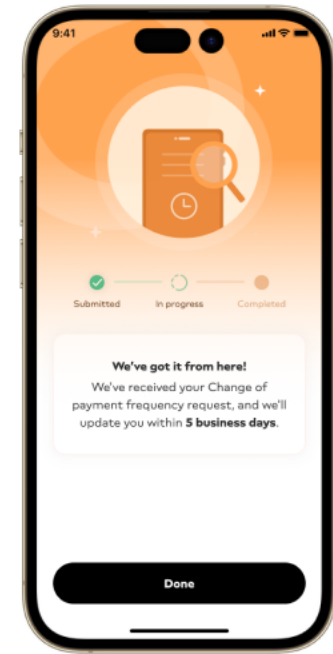 9:41
Submitted In progress Completed
We've got it from here!
We've received your Change of
payment frequency request, and we'll
update you within 5 business days.
Done